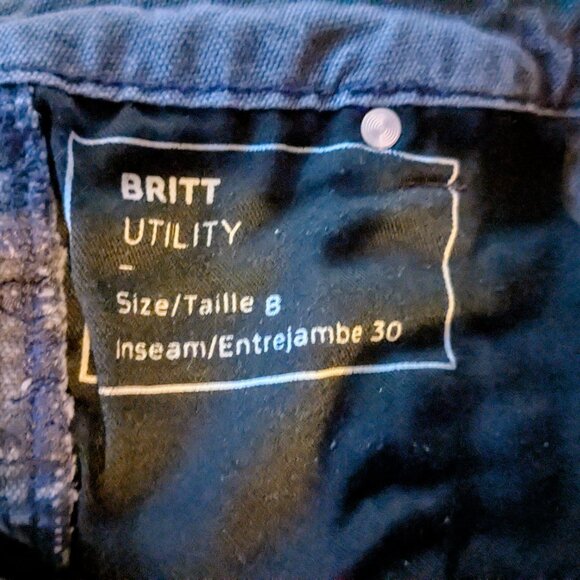 BRITT
UTILITY
–
Size/Taille 8
Inseam/Entrejambe 30